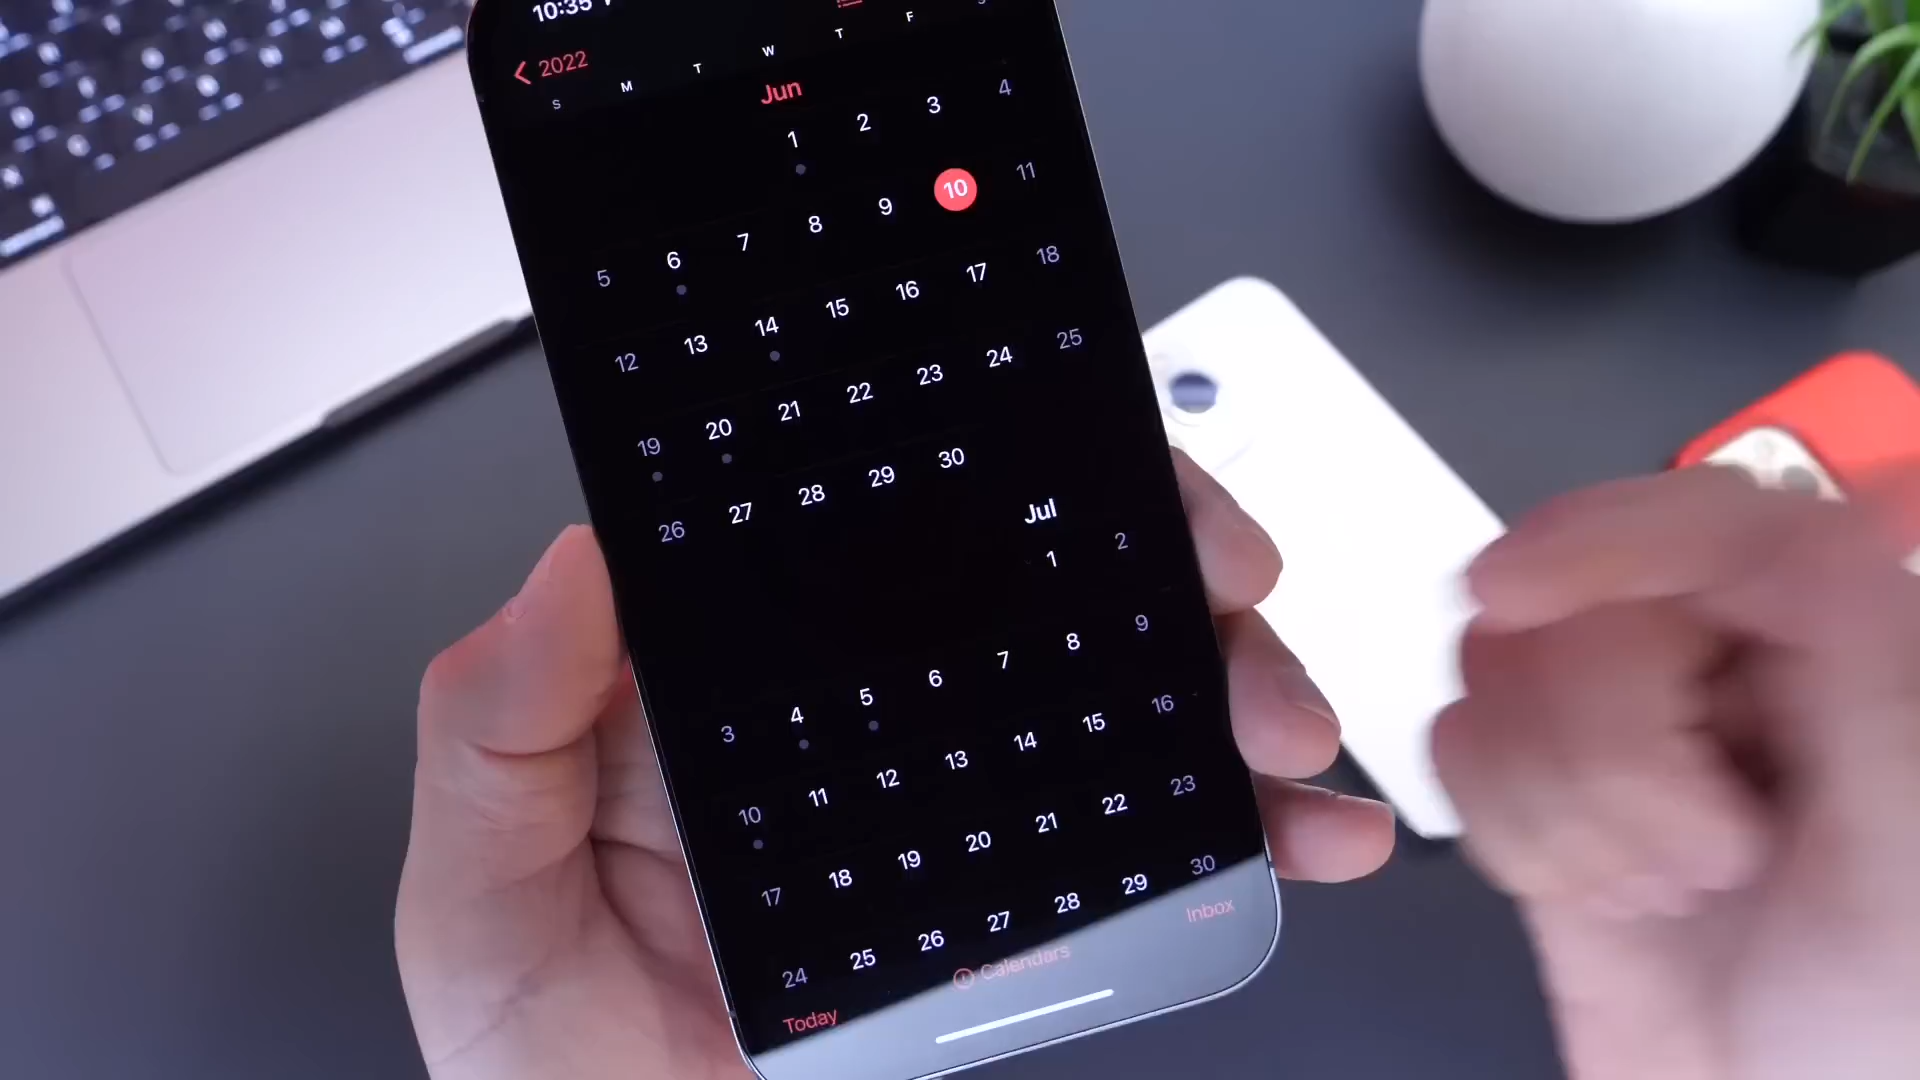 10:35
2022
S M T W T F S
Jun
1 2 3 4
5 6 7 8 9 10 11
12 13 14 15 16 17 18
19 20 21 22 23 24 25
26 27 28 29 30
Jul
1 2
3 4 5 6 7 8 9
10 11 12 13 14 15 16
17 18 19 20 21 22 23
24 25 26 27 28 29 30
Today Calendars Inbox